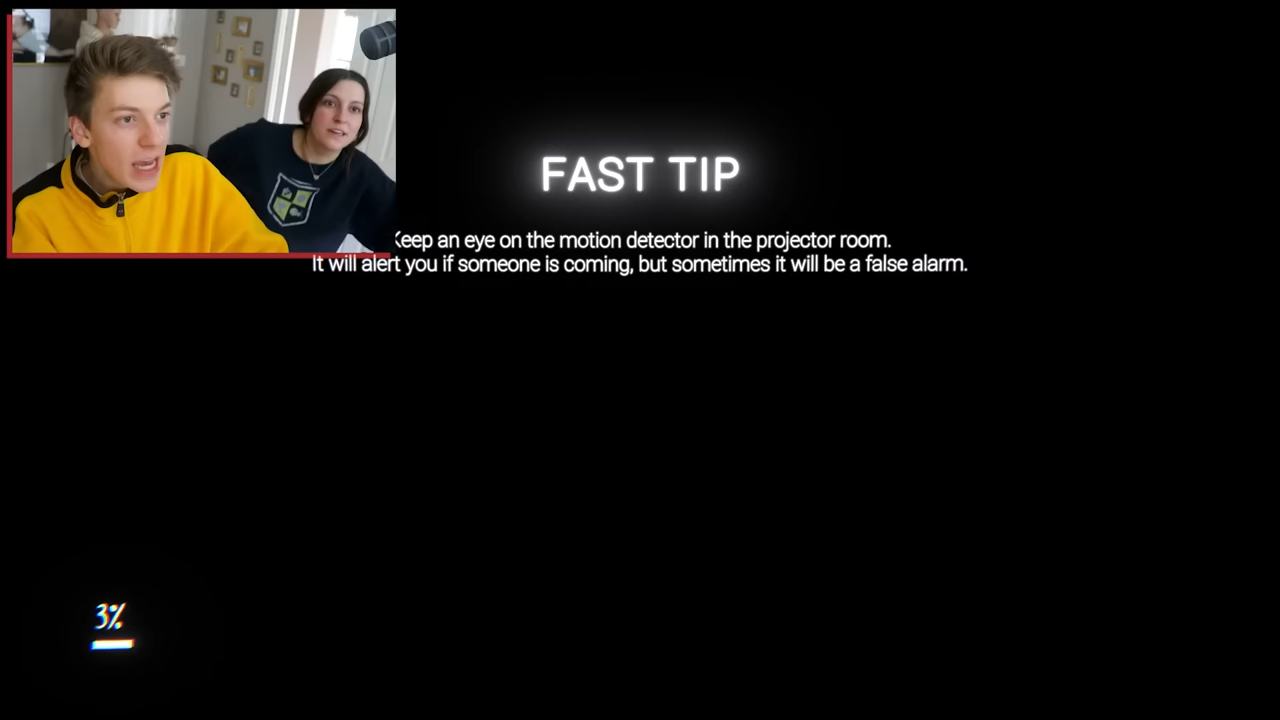 FAST TIP
Keep an eye on the motion detector in the projector room.
It will alert you if someone is coming, but sometimes it will be a false alarm.
3%